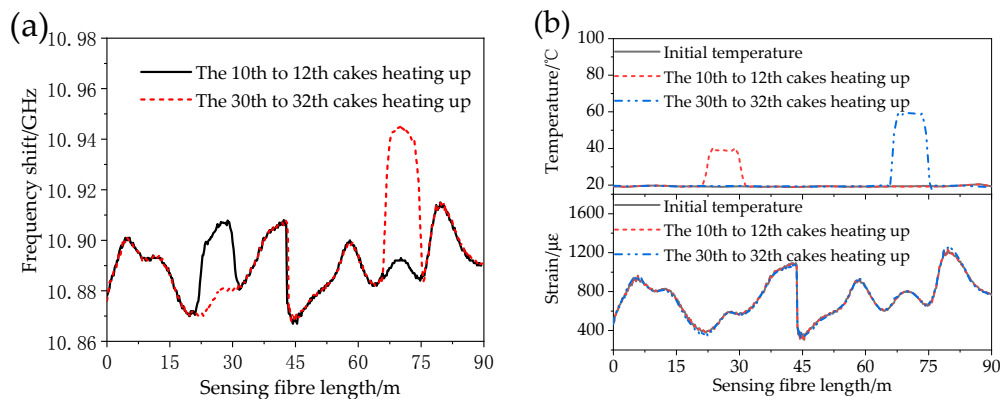 (a)
10.98
10.96
10.94
10.92
10.90
10.88
10.86
Frequency shift/GHz
The 10th to 12th cakes heating up
The 30th to 32th cakes heating up
0 15 30 45 60 75 90
Sensing fibre length/m
(b)
100
80
60
40
20
Temperature/℃
Initial temperature
The 10th to 12th cakes heating up
The 30th to 32th cakes heating up
1600
1200
800
400
Strain/με
Initial temperature
The 10th to 12th cakes heating up
The 30th to 32th cakes heating up
0 15 30 45 60 75 90
Sensing fibre length/m